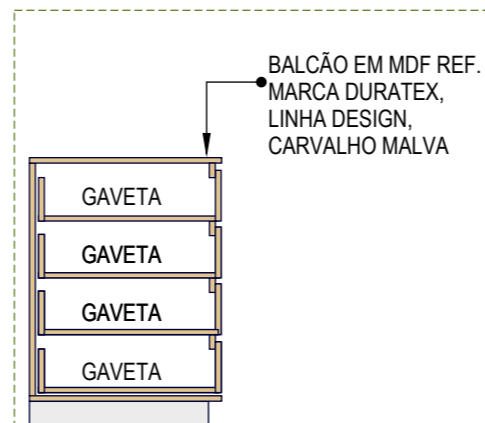 BALCÃO EM MDF REF.
MARCA DURATEX,
LINHA DESIGN,
CARVALHO MALVA
GAVETA
GAVETA
GAVETA
GAVETA